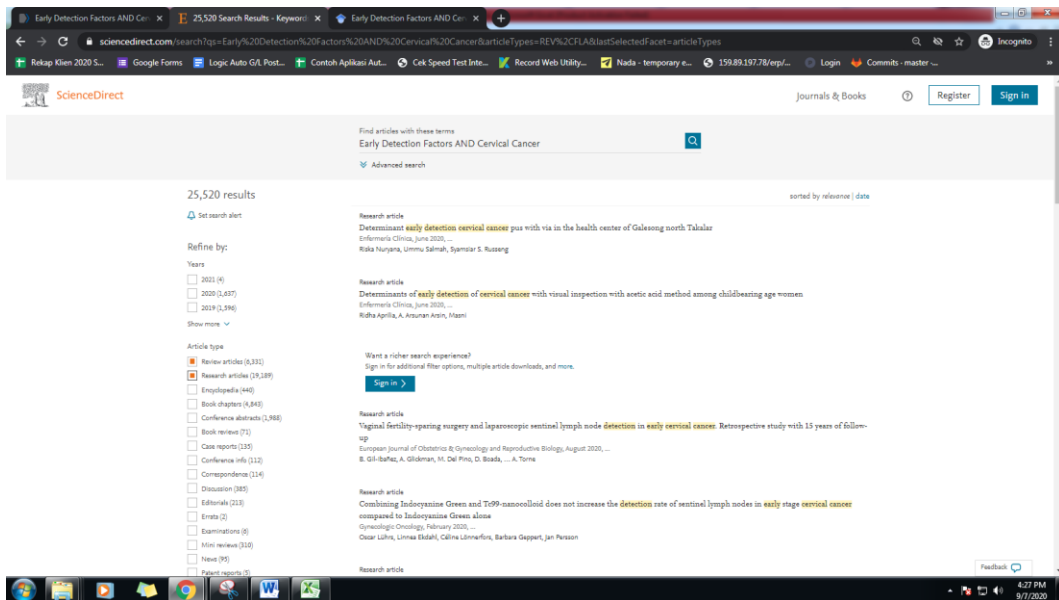 Early Detection Factors AND Cer
25,520 Search Results - Keyword
Early Detection Factors AND Cer
sciencedirect.com/search?qs=Early%20Detection%20Factors%20AND%20Cervical%20Cancer&articleTypes=REV%2CFLA&lastSelectedFacet=articleTypes
Incognito
Rekap Klien 2020 S...
Google Forms
Logic Auto G/L Post...
Contoh Aplikasi Aut...
Cek Speed Test Inte...
Record Web Utility...
Nada - temporary e...
159.89.197.78/erp/...
Login
Commits · master ·...
ScienceDirect
Journals & Books
Register
Sign in
Find articles with these terms
Early Detection Factors AND Cervical Cancer
Advanced search
25,520 results
sorted by relevance | date
Set search alert
Refine by:
Years
2021 (4)
2020 (1,637)
2019 (1,596)
Show more
Article type
Review articles (6,331)
Research articles (19,189)
Encyclopedia (440)
Book chapters (4,843)
Conference abstracts (1,988)
Book reviews (71)
Case reports (135)
Conference info (112)
Correspondence (114)
Discussion (385)
Editorials (213)
Errata (2)
Examinations (6)
Mini reviews (310)
News (95)
Patent reports (5)
Research article
Determinant early detection cervical cancer pus with via in the health center of Galesong north Takalar
Enfermería Clínica, June 2020, ...
Riska Nuryana, Ummu Salmah, Syamsiar S. Russeng
Research article
Determinants of early detection of cervical cancer with visual inspection with acetic acid method among childbearing age women
Enfermería Clínica, June 2020, ...
Ridha Aprilia, A. Arsunan Arsin, Masni
Want a richer search experience?
Sign in for additional filter options, multiple article downloads, and more.
Sign in
Research article
Vaginal fertility-sparing surgery and laparoscopic sentinel lymph node detection in early cervical cancer. Retrospective study with 15 years of follow-
up
European Journal of Obstetrics & Gynecology and Reproductive Biology, August 2020, ...
B. Gil-Ibañez, A. Glickman, M. Del Pino, D. Boada, ... A. Torne
Research article
Combining Indocyanine Green and Tc99-nanocolloid does not increase the detection rate of sentinel lymph nodes in early stage cervical cancer
compared to Indocyanine Green alone
Gynecologic Oncology, February 2020, ...
Oscar Lührs, Linnea Ekdahl, Celine Lönnerfors, Barbara Geppert, Jan Persson
Research article
Feedback
4:27 PM
9/7/2020